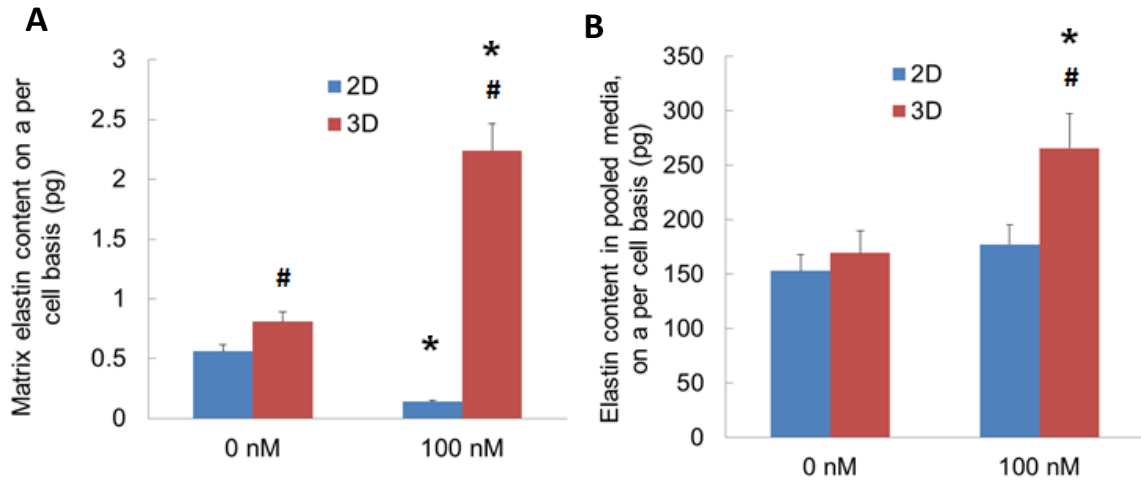 A
Matrix elastin content on a per
cell basis (pg)
3
2.5
2
1.5
1
0.5
0
2D
3D
#
*
*
#
0 nM
100 nM
B
Elastin content in pooled media,
on a per cell basis (pg)
350
300
250
200
150
100
50
0
2D
3D
*
#
0 nM
100 nM